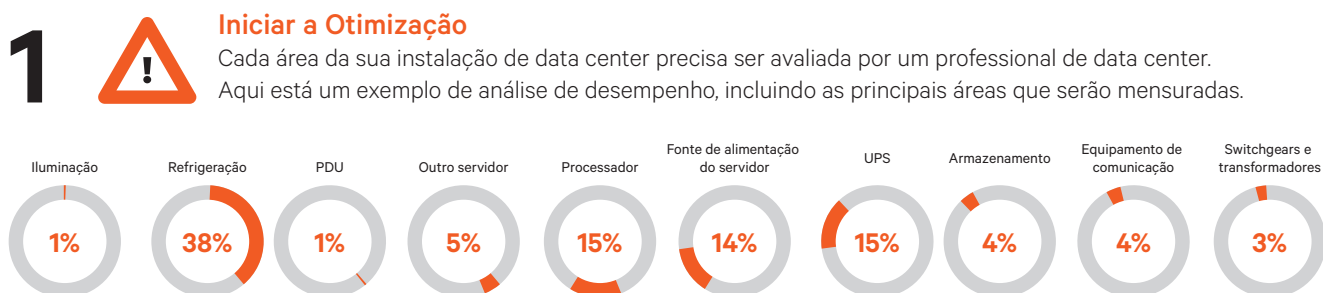 1
!
Iniciar a Otimização
Cada área da sua instalação de data center precisa ser avaliada por um professional de data center.
Aqui está um exemplo de análise de desempenho, incluindo as principais áreas que serão mensuradas.
Iluminação
1%
Refrigeração
38%
PDU
1%
Outro servidor
5%
Processador
15%
Fonte de alimentação
do servidor
14%
UPS
15%
Armazenamento
4%
Equipamento de
comunicação
4%
Switchgears e
transformadores
3%